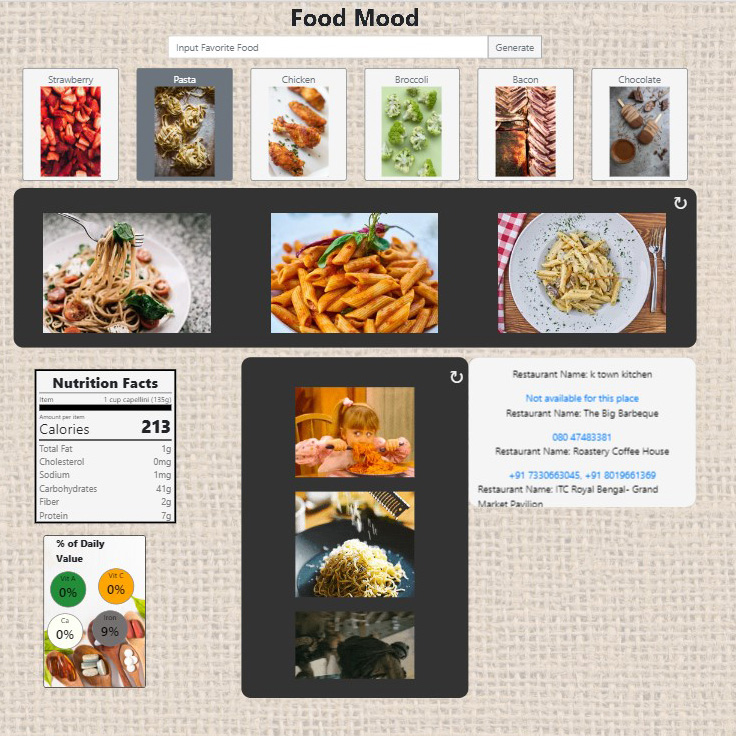 Food Mood
Input Favorite Food
Generate
Strawberry
Pasta
Chicken
Broccoli
Bacon
Chocolate
↻
Nutrition Facts
Item 1 cup capellini (135g)
Amount per item
Calories 213
Total Fat 1g
Cholesterol 0mg
Sodium 1mg
Carbohydrates 41g
Fiber 2g
Protein 7g
% of Daily
Value
Vit A
0%
Vit C
0%
Ca
0%
Iron
9%
↻
Restaurant Name: k town kitchen
Not available for this place
Restaurant Name: The Big Barbeque
080 47483381
Restaurant Name: Roastery Coffee House
+91 7330663045, +91 8019661369
Restaurant Name: ITC Royal Bengal- Grand
Market Pavilion